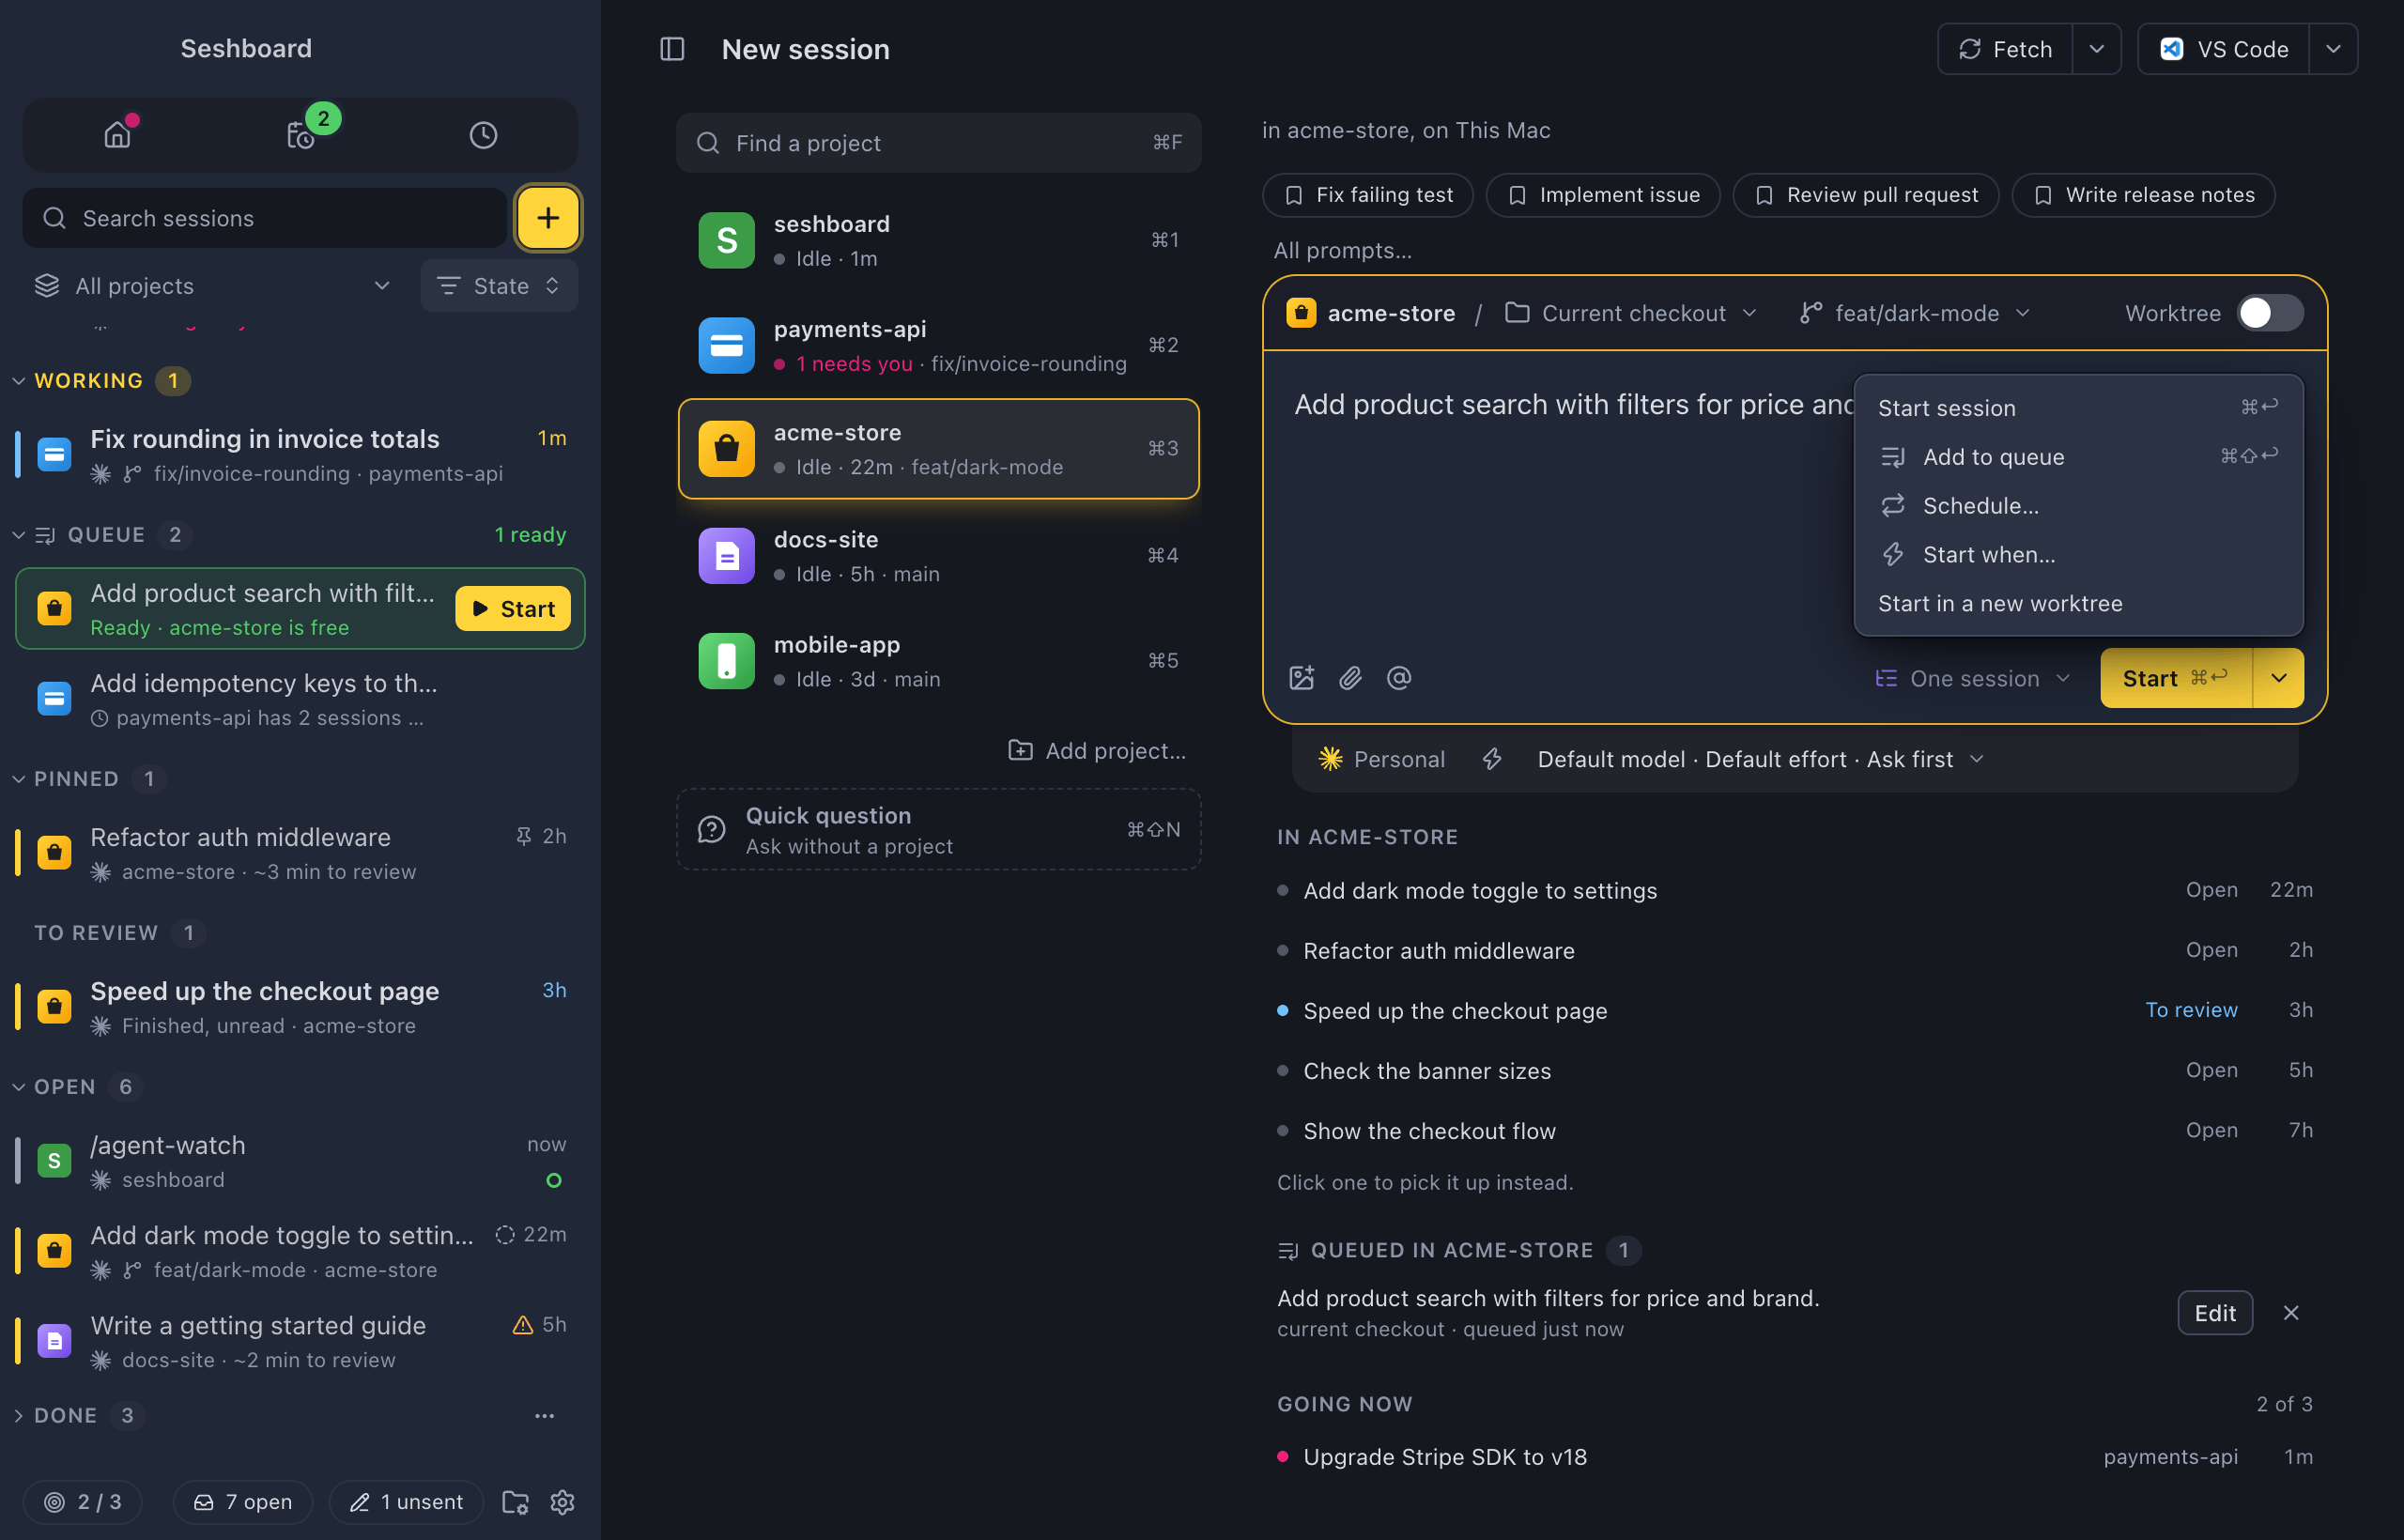 Seshboard
2
Search sessions
All projects
State
WORKING 1
Fix rounding in invoice totals 1m
fix/invoice-rounding · payments-api
QUEUE 2 1 ready
Add product search with filt...
Ready · acme-store is free
Start
Add idempotency keys to th...
payments-api has 2 sessions ...
PINNED 1
Refactor auth middleware 2h
acme-store · ~3 min to review
TO REVIEW 1
Speed up the checkout page 3h
Finished, unread · acme-store
OPEN 6
S
/agent-watch now
seshboard
Add dark mode toggle to settin... 22m
feat/dark-mode · acme-store
Write a getting started guide 5h
docs-site · ~2 min to review
DONE 3 ...
2 / 3
7 open
1 unsent
New session
Fetch
VS Code
Find a project ⌘F
S
seshboard
Idle · 1m
⌘1
payments-api
1 needs you · fix/invoice-rounding
⌘2
acme-store
Idle · 22m · feat/dark-mode
⌘3
docs-site
Idle · 5h · main
⌘4
mobile-app
Idle · 3d · main
⌘5
Add project...
Quick question
Ask without a project
⌘⇧N
in acme-store, on This Mac
Fix failing test
Implement issue
Review pull request
Write release notes
All prompts...
acme-store / Current checkout feat/dark-mode Worktree
Add product search with filters for price and
Start session ⌘↩
Add to queue ⌘⇧↩
Schedule...
Start when...
Start in a new worktree
One session
Start ⌘↩
Personal Default model · Default effort · Ask first
IN ACME-STORE
Add dark mode toggle to settings Open 22m
Refactor auth middleware Open 2h
Speed up the checkout page To review 3h
Check the banner sizes Open 5h
Show the checkout flow Open 7h
Click one to pick it up instead.
QUEUED IN ACME-STORE 1
Add product search with filters for price and brand.
current checkout · queued just now
Edit
GOING NOW 2 of 3
Upgrade Stripe SDK to v18 payments-api 1m